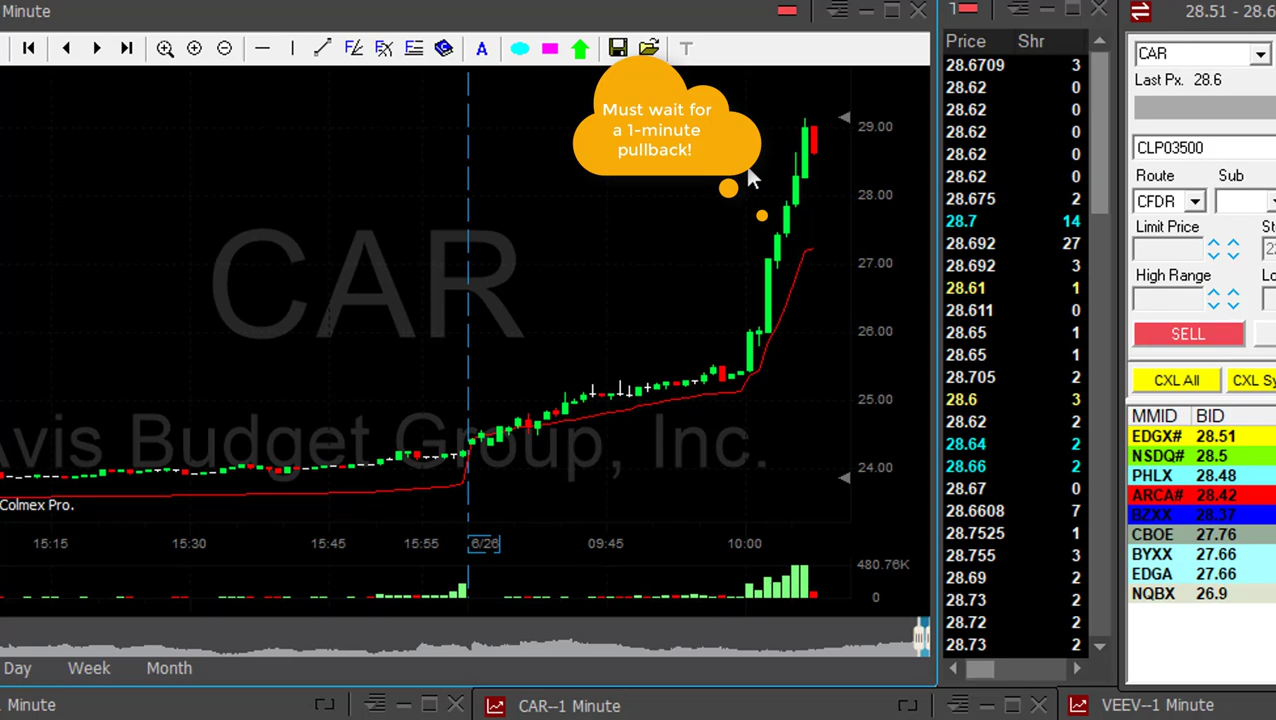 Minute
28.51 - 28.6
A
T
Must wait for
a 1-minute
pullback!
29.00
28.00
27.00
26.00
25.00
24.00
CAR
Avis Budget Group, Inc.
Colmex Pro.
15:15
15:30
15:45
15:55
6/26
09:45
10:00
480.76K
0
Day Week Month
Price Shr
28.6709 3
28.62 0
28.62 0
28.62 0
28.62 0
28.62 0
28.675 2
28.7 14
28.692 27
28.692 3
28.61 1
28.611 0
28.65 1
28.65 1
28.705 2
28.6 3
28.62 2
28.64 2
28.66 2
28.67 0
28.6608 7
28.7525 1
28.755 3
28.69 2
28.73 2
28.72 2
28.73 2
CAR
Last Px. 28.6
CLP03500
Route Sub
CFDR
Limit Price
High Range
SELL
CXL All
MMID BID
EDGX# 28.51
NSDQ# 28.5
PHLX 28.48
ARCA# 28.42
BZXX 28.37
CBOE 27.76
BYXX 27.66
EDGA 27.66
NQBX 26.9
1 Minute
CAR--1 Minute
VEEV--1 Minute